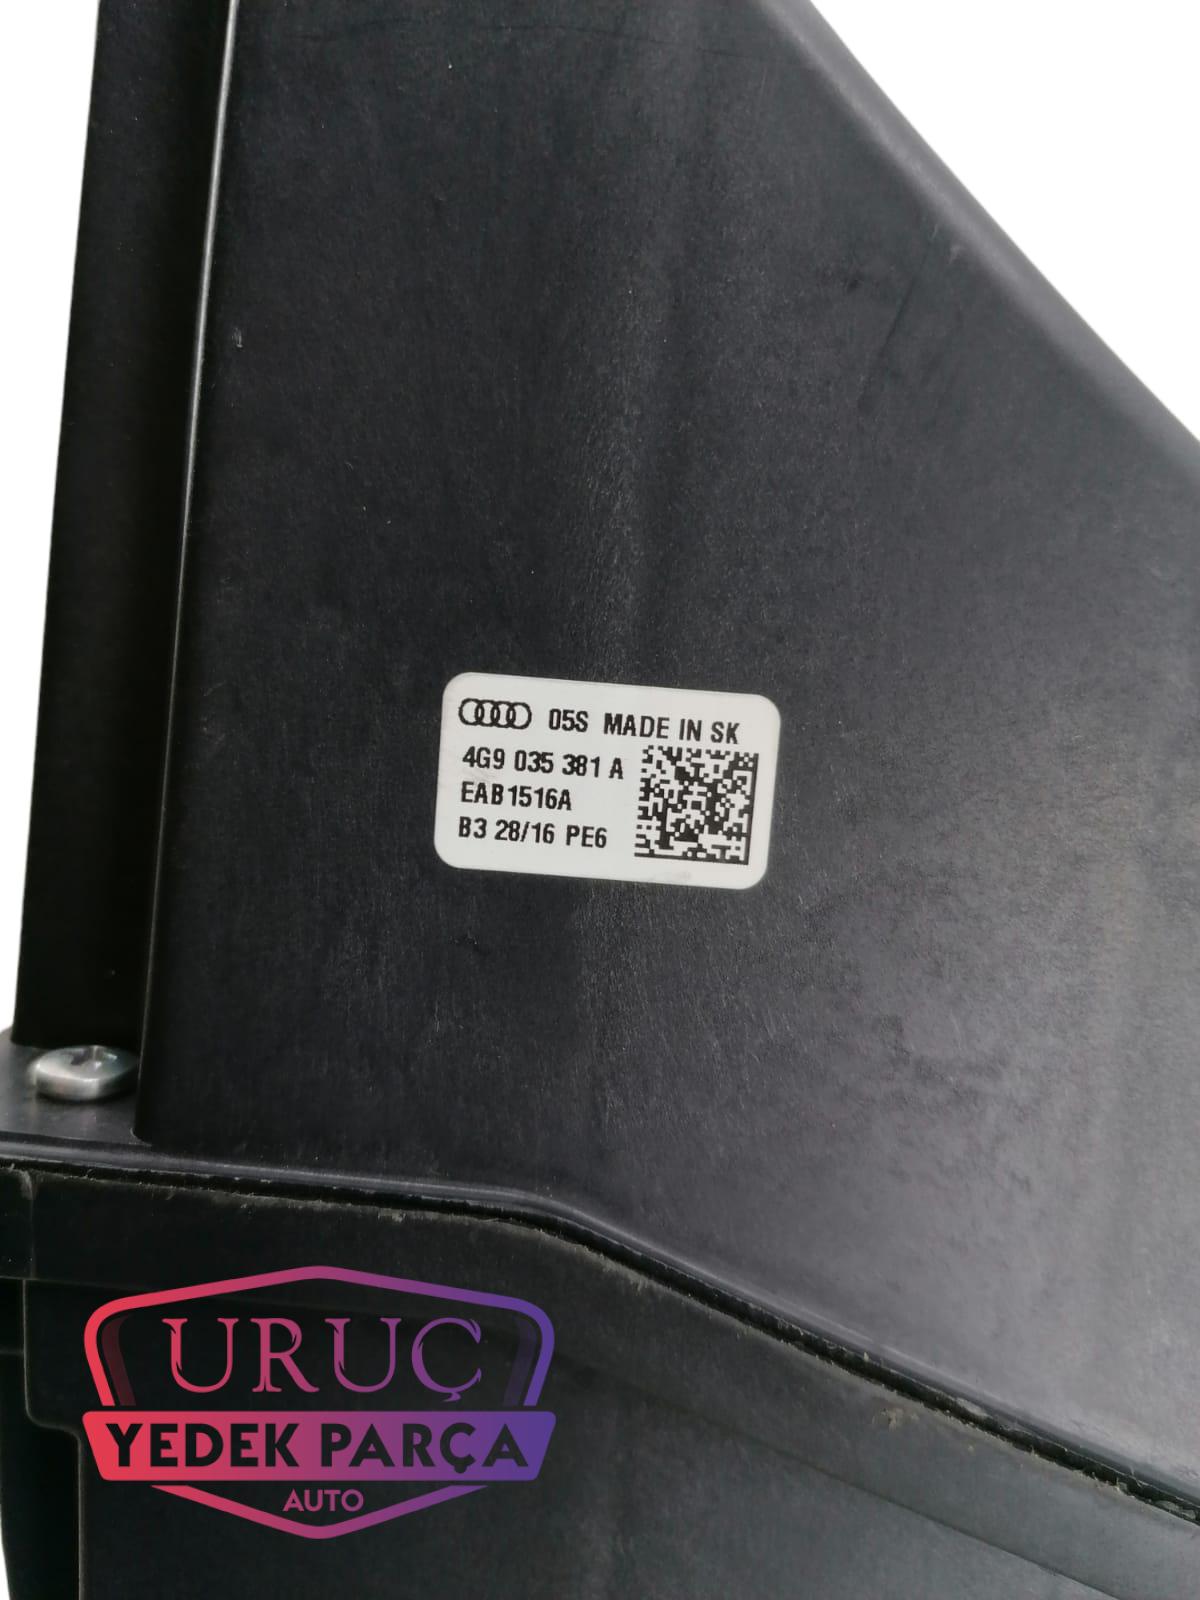 05S MADE IN SK
4G9 035 381 A
EAB1516A
B3 28/16 PE6
URUÇ
YEDEK PARÇA
AUTO